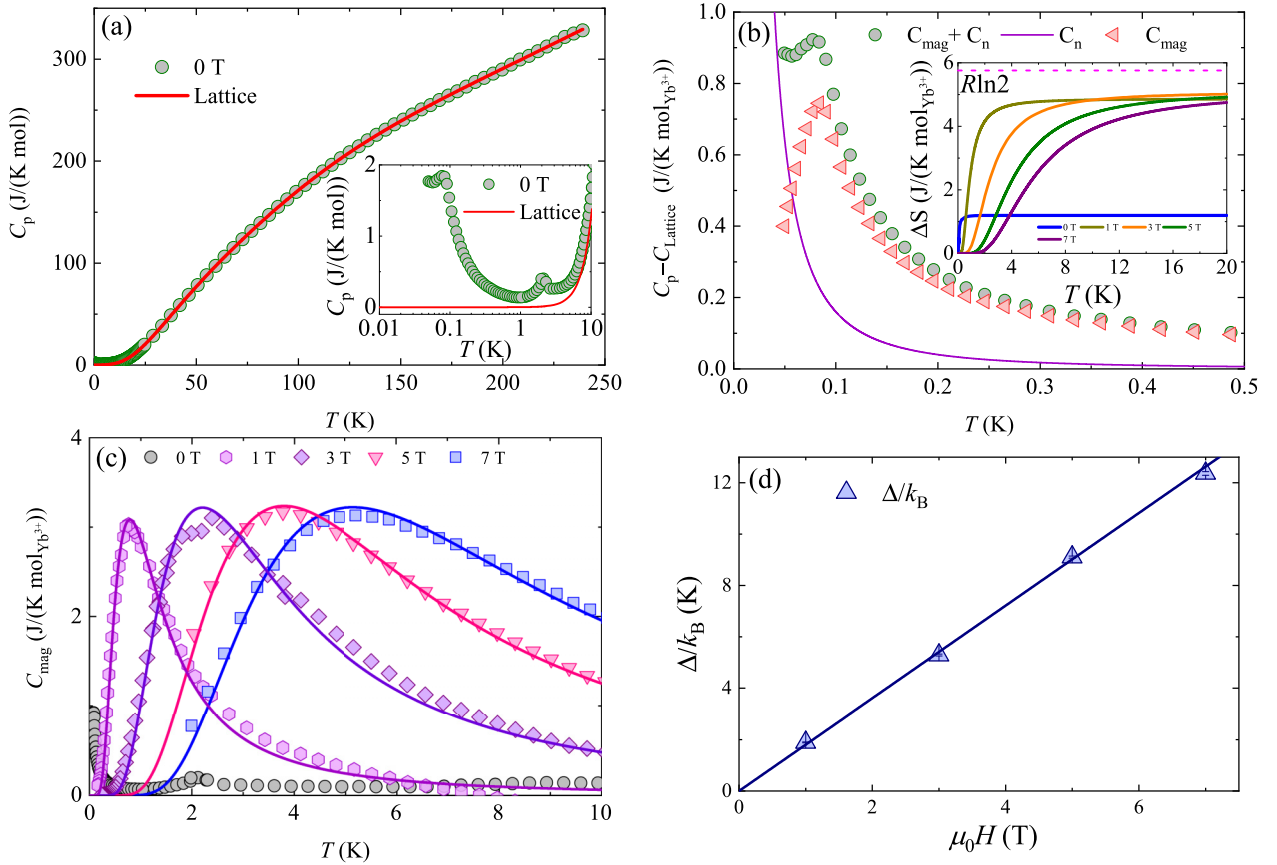 (a)
0 T
Lattice
C_p (J/(K mol))
300
200
100
0
0 50 100 150 200 250
T (K)
C_p (J/(K mol))
2
1
0
0 T
Lattice
0.01 0.1 1 10
T (K)
(b)
C_mag + C_n C_n C_mag
C_p−C_Lattice (J/(K mol_Yb³⁺))
1.0
0.8
0.6
0.4
0.2
0.0
0.0 0.1 0.2 0.3 0.4 0.5
T (K)
Rln2
ΔS (J/(K mol_Yb³⁺))
6
4
2
0
0 T 1 T 3 T 5 T
7 T
0 4 8 12 16 20
T (K)
(c)
0 T 1 T 3 T 5 T 7 T
C_mag (J/(K mol_Yb³⁺))
4
2
0
0 2 4 6 8 10
T (K)
(d)
Δ/k_B
Δ/k_B (K)
12
8
4
0
0 2 4 6
μ₀H (T)